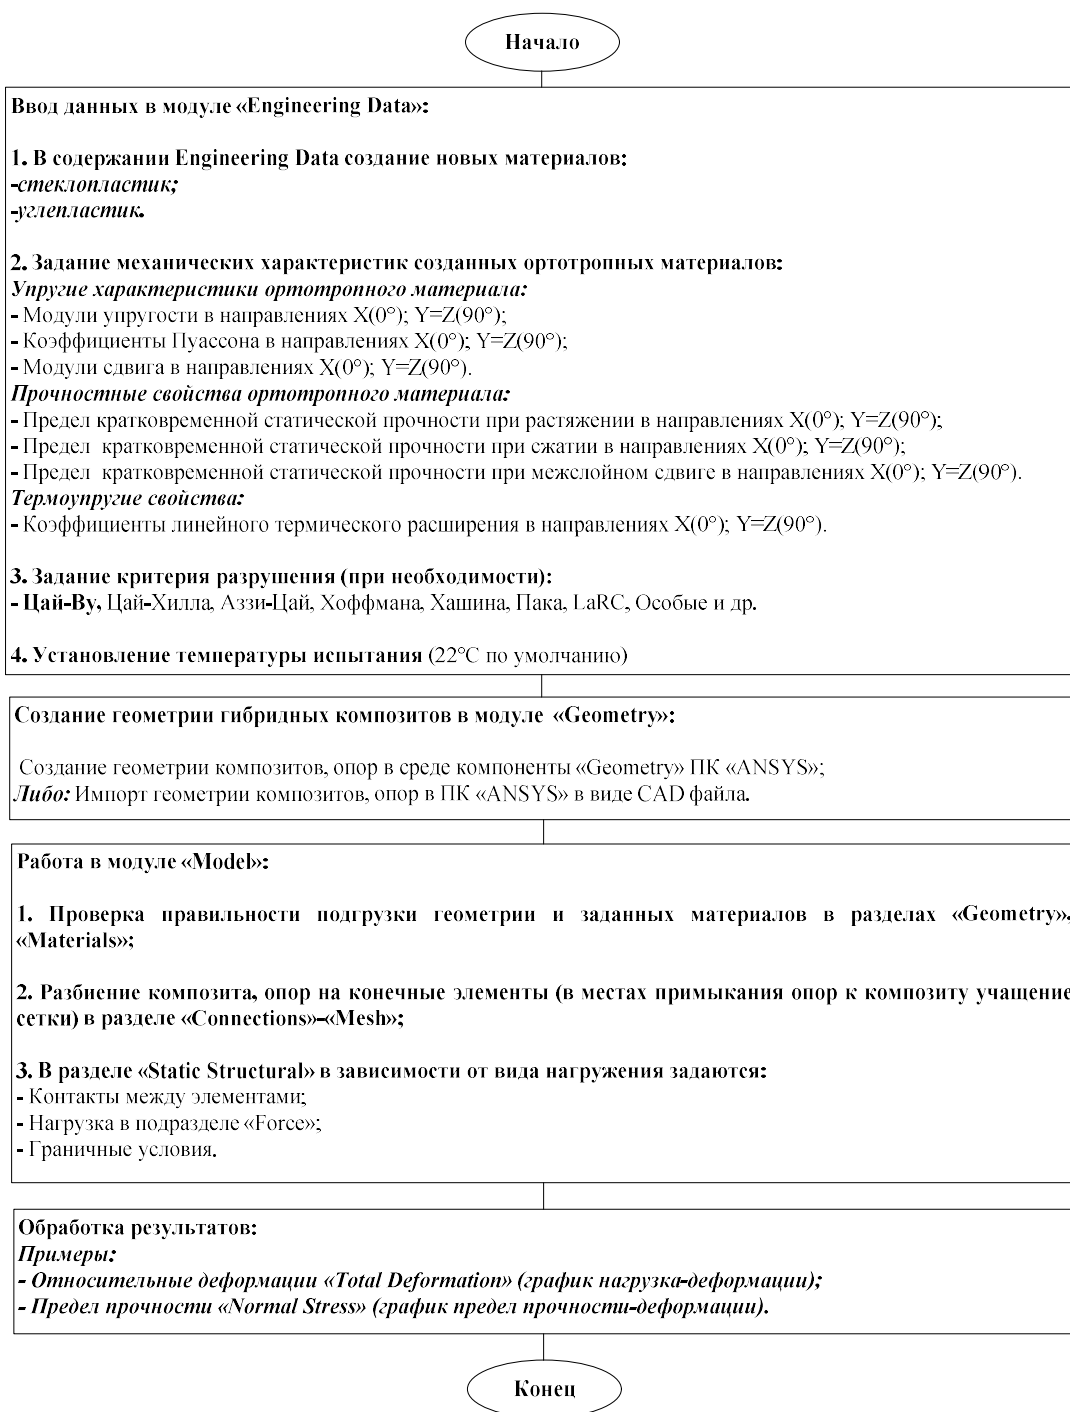 Начало
Ввод данных в модуле «Engineering Data»:
1. В содержании Engineering Data создание новых материалов:
-стеклопластик;
-углепластик.
2. Задание механических характеристик созданных ортотропных материалов:
Упругие характеристики ортотропного материала:
- Модули упругости в направлениях X(0°); Y=Z(90°);
- Коэффициенты Пуассона в направлениях X(0°); Y=Z(90°);
- Модули сдвига в направлениях X(0°); Y=Z(90°).
Прочностные свойства ортотропного материала:
- Предел кратковременной статической прочности при растяжении в направлениях X(0°); Y=Z(90°);
- Предел кратковременной статической прочности при сжатии в направлениях X(0°); Y=Z(90°);
- Предел кратковременной статической прочности при межслойном сдвиге в направлениях X(0°); Y=Z(90°).
Термоупругие свойства:
- Коэффициенты линейного термического расширения в направлениях X(0°); Y=Z(90°).
3. Задание критерия разрушения (при необходимости):
- Цай-Ву, Цай-Хилла, Аззи-Цай, Хоффмана, Хашина, Пака, LaRC, Особые и др.
4. Установление температуры испытания (22°C по умолчанию)
Создание геометрии гибридных композитов в модуле «Geometry»:
Создание геометрии композитов, опор в среде компоненты «Geometry» ПК «ANSYS»;
Либо: Импорт геометрии композитов, опор в ПК «ANSYS» в виде CAD файла.
Работа в модуле «Model»:
1. Проверка правильности подгрузки геометрии и заданных материалов в разделах «Geometry»,
«Materials»;
2. Разбиение композита, опор на конечные элементы (в местах примыкания опор к композиту учащение
сетки) в разделе «Connections»-«Mesh»;
3. В разделе «Static Structural» в зависимости от вида нагружения задаются:
- Контакты между элементами;
- Нагрузка в подразделе «Force»;
- Граничные условия.
Обработка результатов:
Примеры:
- Относительные деформации «Total Deformation» (график нагрузка-деформации);
- Предел прочности «Normal Stress» (график предел прочности-деформации).
Конец